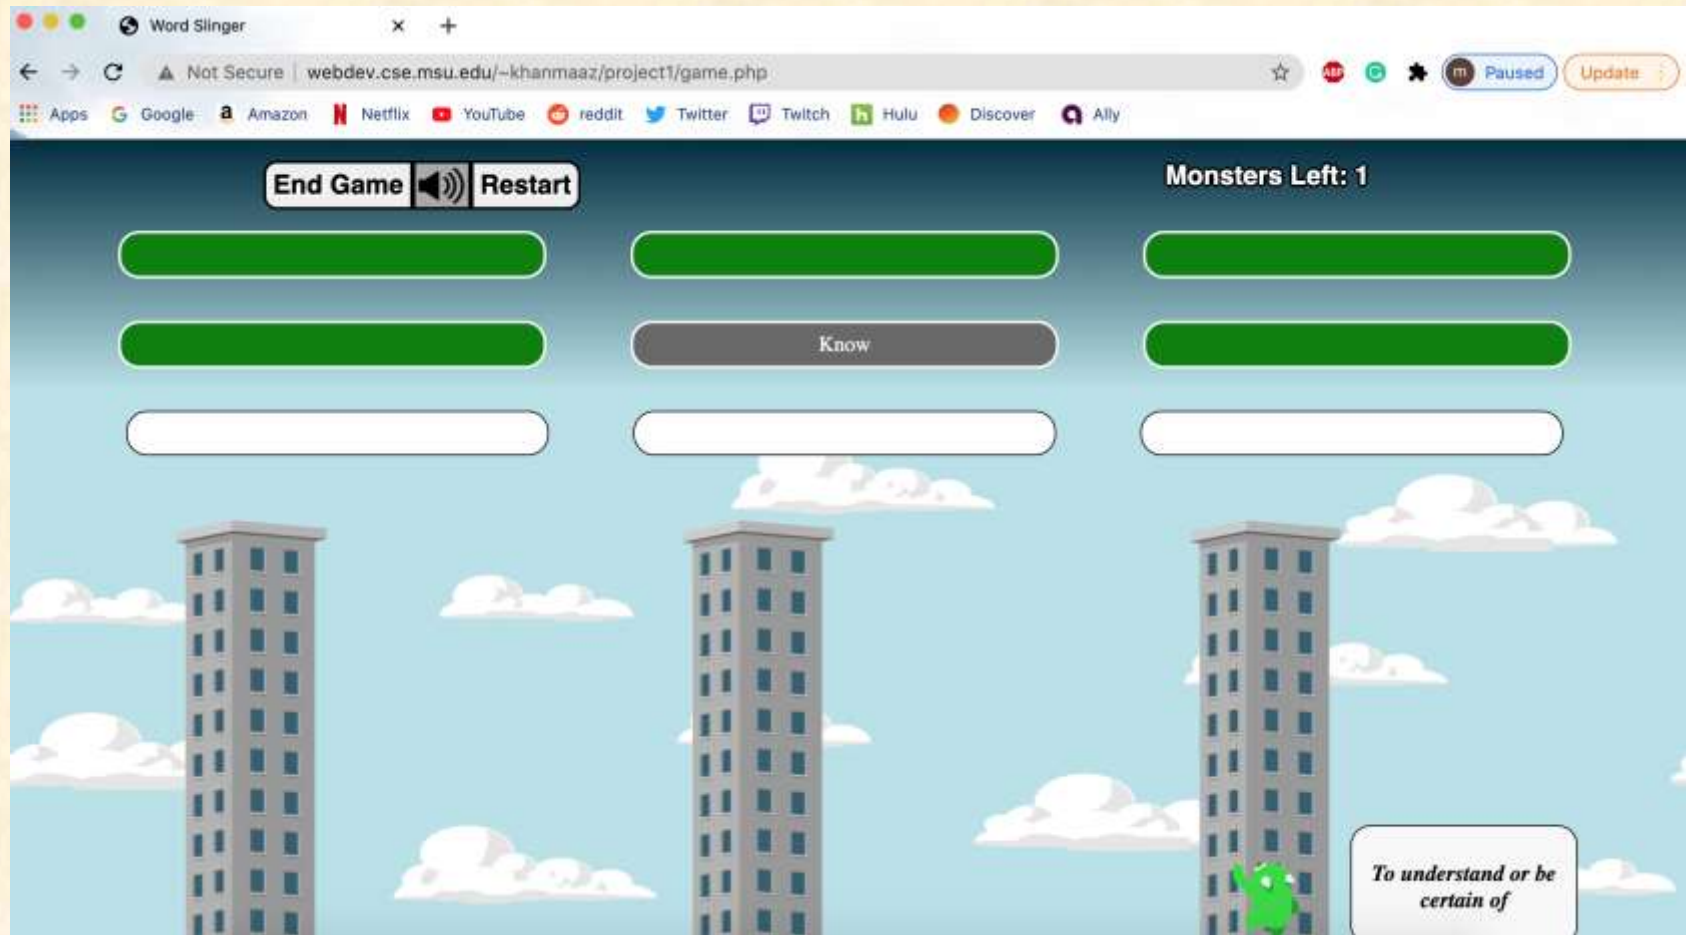 Word Slinger
Not Secure | webdev.cse.msu.edu/~khanmaaz/project1/game.php
ABP
G
m
Paused
Update
Apps
Google
a Amazon
Netflix
YouTube
reddit
Twitter
Twitch
h Hulu
Discover
Ally
End Game
Restart
Monsters Left: 1
Know
To understand or be
certain of